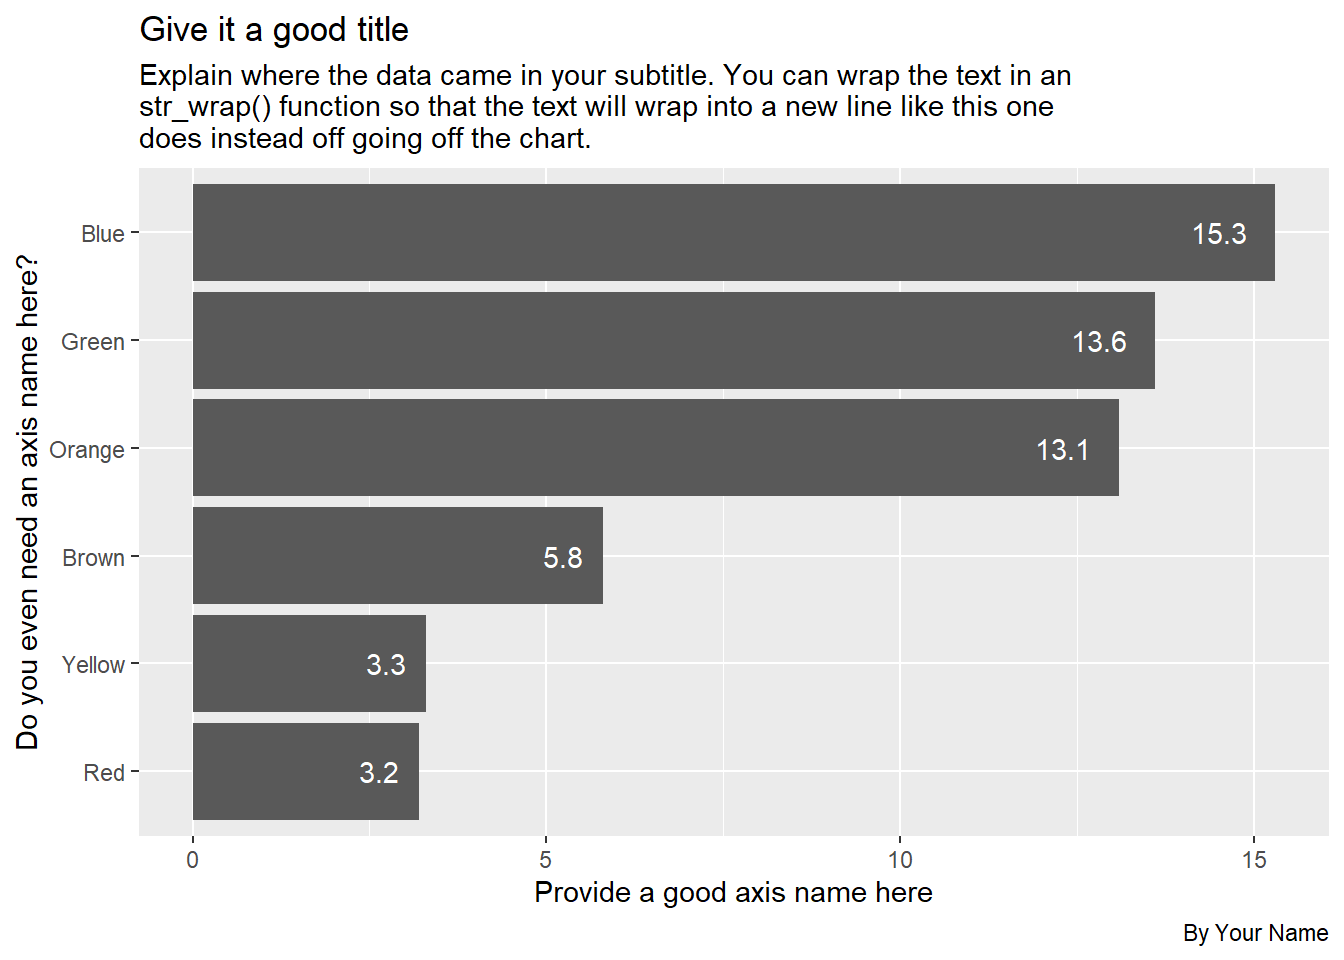 Give it a good title
Explain where the data came in your subtitle. You can wrap the text in an
str_wrap() function so that the text will wrap into a new line like this one
does instead off going off the chart.
Do you even need an axis name here?
Blue
15.3
Green
13.6
Orange
13.1
Brown
5.8
Yellow
3.3
Red
3.2
0 5 10 15
Provide a good axis name here
By Your Name